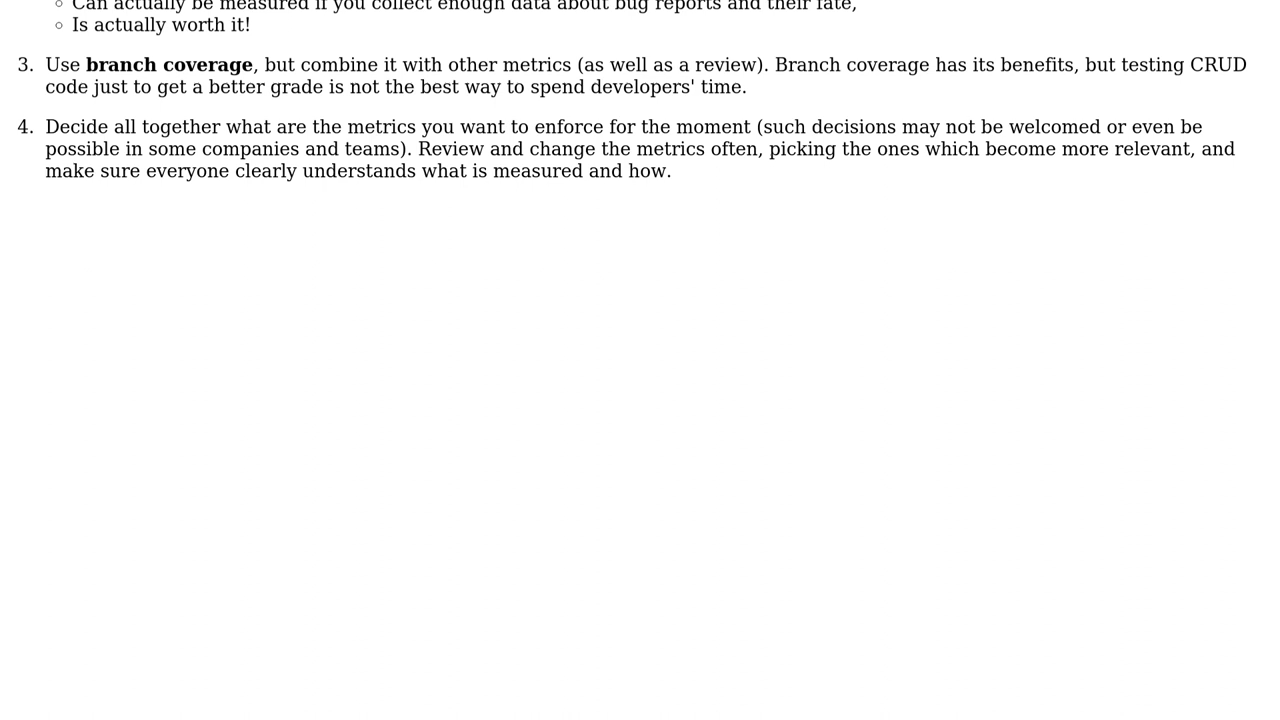 ◦ Can actually be measured if you collect enough data about bug reports and their fate,
◦ Is actually worth it!
3. Use branch coverage, but combine it with other metrics (as well as a review). Branch coverage has its benefits, but testing CRUD
code just to get a better grade is not the best way to spend developers' time.
4. Decide all together what are the metrics you want to enforce for the moment (such decisions may not be welcomed or even be
possible in some companies and teams). Review and change the metrics often, picking the ones which become more relevant, and
make sure everyone clearly understands what is measured and how.